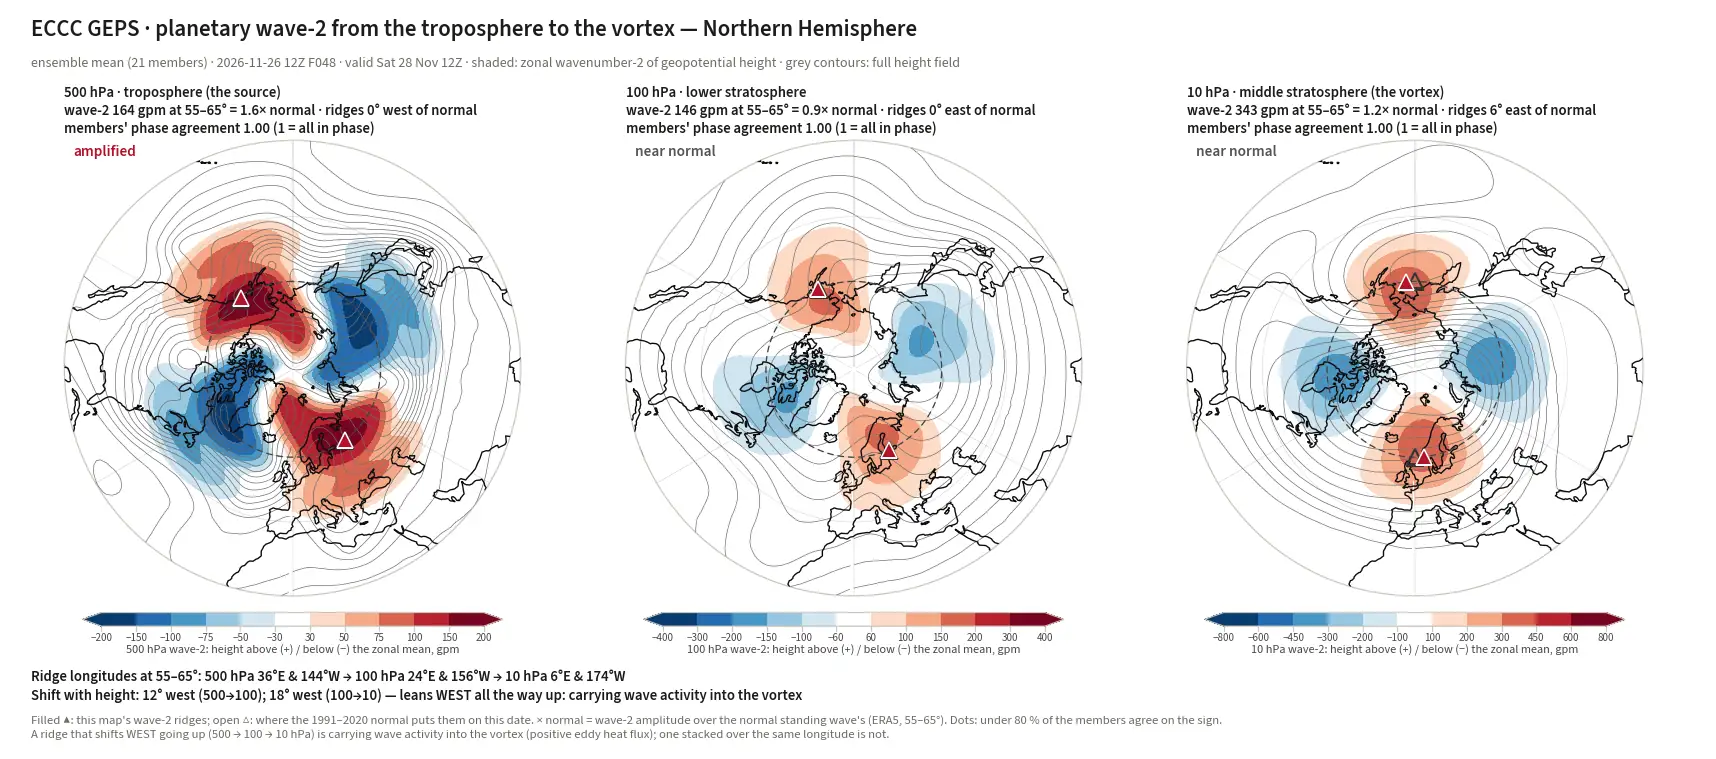 ECCC GEPS · planetary wave-2 from the troposphere to the vortex — Northern Hemisphere
ensemble mean (21 members) · 2026-11-26 12Z F048 · valid Sat 28 Nov 12Z · shaded: zonal wavenumber-2 of geopotential height · grey contours: full height field
500 hPa · troposphere (the source)
wave-2 164 gpm at 55–65° = 1.6× normal · ridges 0° west of normal
members' phase agreement 1.00 (1 = all in phase)
amplified
100 hPa · lower stratosphere
wave-2 146 gpm at 55–65° = 0.9× normal · ridges 0° east of normal
members' phase agreement 1.00 (1 = all in phase)
near normal
10 hPa · middle stratosphere (the vortex)
wave-2 343 gpm at 55–65° = 1.2× normal · ridges 6° east of normal
members' phase agreement 1.00 (1 = all in phase)
near normal
−200 −150 −100 −75 −50 −30 30 50 75 100 150 200
500 hPa wave-2: height above (+) / below (−) the zonal mean, gpm
−400 −300 −200 −150 −100 −60 60 100 150 200 300 400
100 hPa wave-2: height above (+) / below (−) the zonal mean, gpm
−800 −600 −450 −300 −200 −100 100 200 300 450 600 800
10 hPa wave-2: height above (+) / below (−) the zonal mean, gpm
Ridge longitudes at 55–65°: 500 hPa 36°E & 144°W → 100 hPa 24°E & 156°W → 10 hPa 6°E & 174°W
Shift with height: 12° west (500→100); 18° west (100→10) — leans WEST all the way up: carrying wave activity into the vortex
Filled ▲: this map's wave-2 ridges; open △: where the 1991–2020 normal puts them on this date. × normal = wave-2 amplitude over the normal standing wave's (ERA5, 55–65°). Dots: under 80 % of the members agree on the sign.
A ridge that shifts WEST going up (500 → 100 → 10 hPa) is carrying wave activity into the vortex (positive eddy heat flux); one stacked over the same longitude is not.